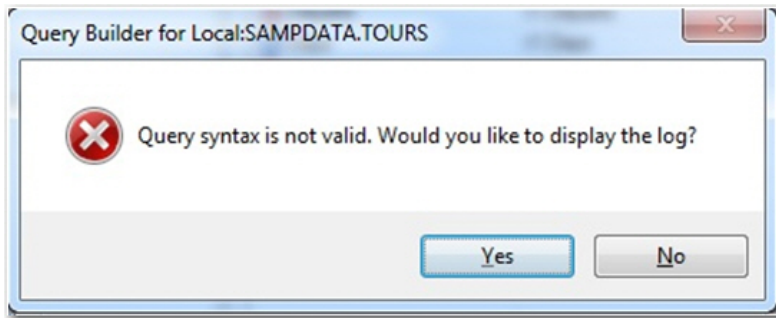 Query Builder for Local:SAMPDATA.TOURS
Query syntax is not valid. Would you like to display the log?
Yes
No